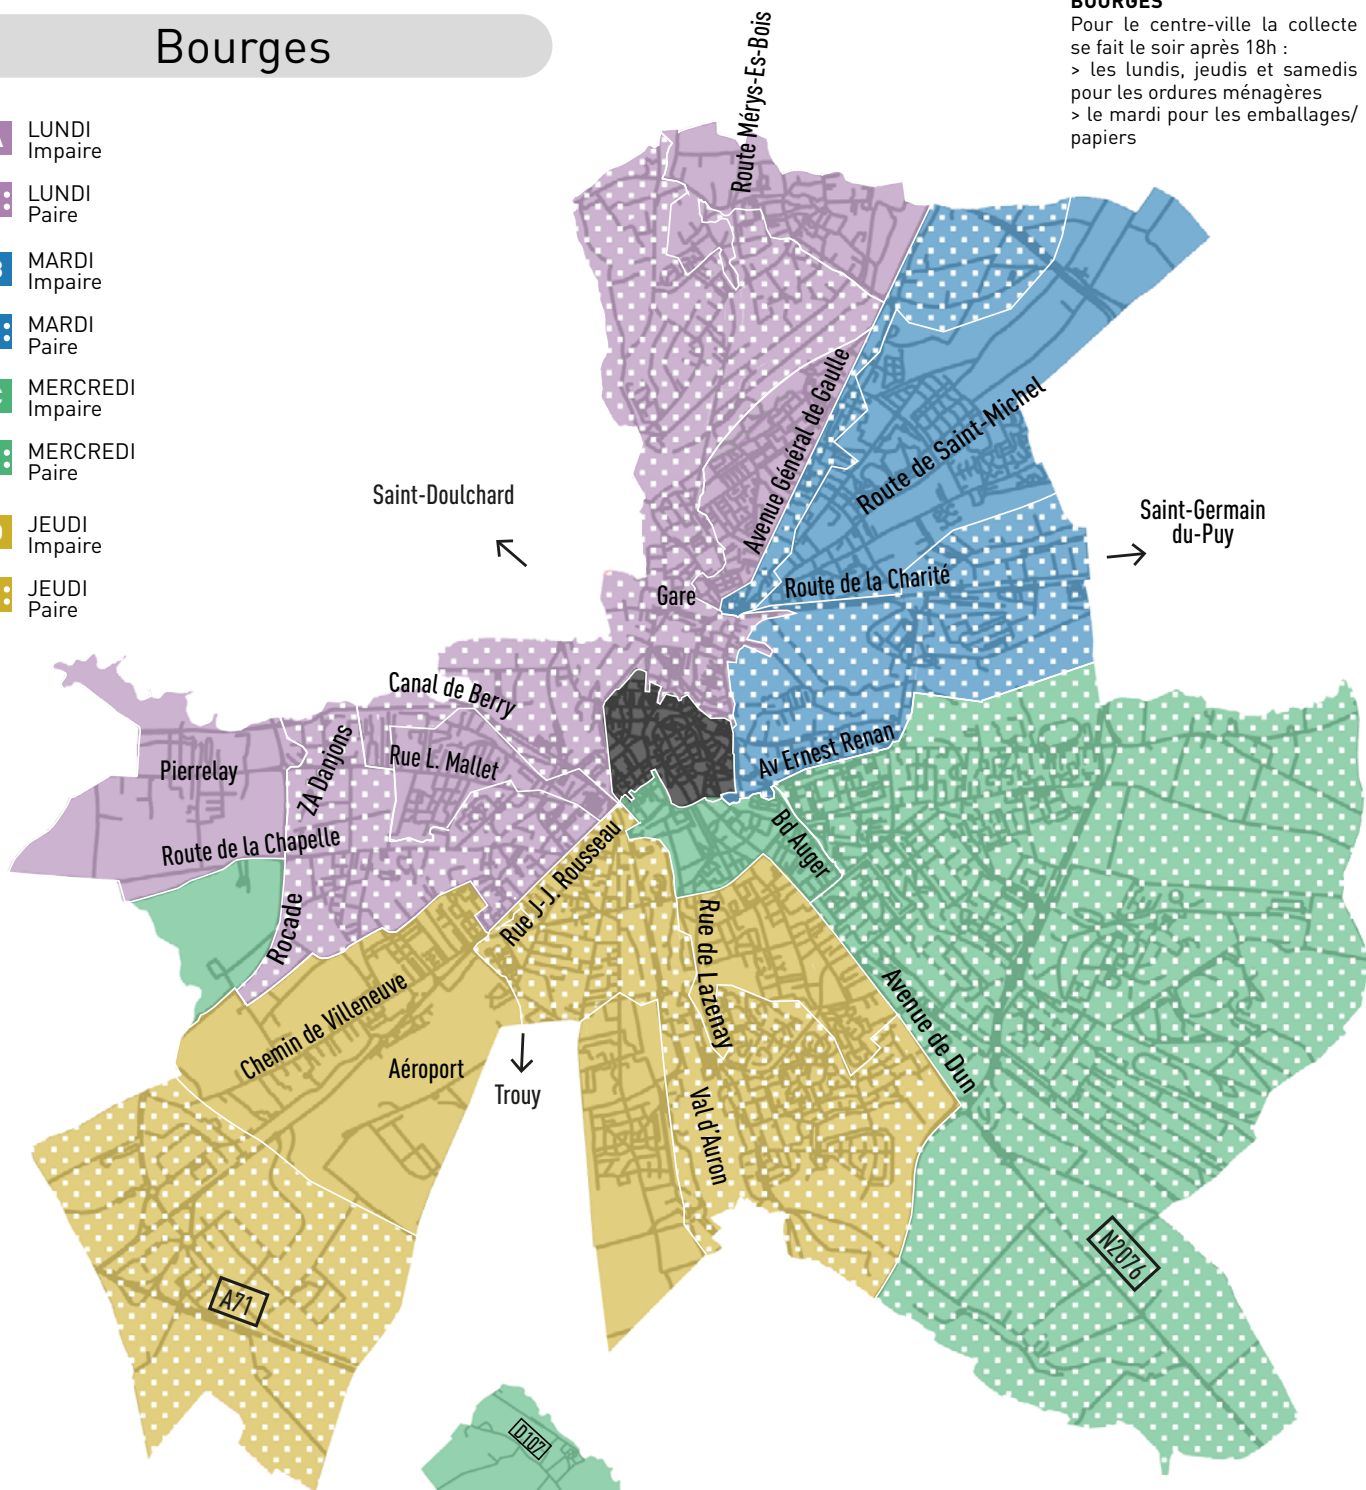 Bourges
BOURGES
Pour le centre-ville la collecte
se fait le soir après 18h :
> les lundis, jeudis et samedis
pour les ordures ménagères
> le mardi pour les emballages/
papiers
LUNDI
Impaire
LUNDI
Paire
MARDI
Impaire
MARDI
Paire
MERCREDI
Impaire
MERCREDI
Paire
JEUDI
Impaire
JEUDI
Paire
Route Mérys-Es-Bois
Avenue Général de Gaulle
Route de Saint-Michel
Saint-Doulchard
Saint-Germain
du-Puy
Route de la Charité
Gare
Canal de Berry
Av Ernest Renan
Pierrelay
ZA Danjons
Rue L. Mallet
Route de la Chapelle
Bd Auger
Rue J-J. Rousseau
Rocade
Rue de Lazenay
Chemin de Villeneuve
Avenue de Dun
Aéroport
Trouy
Val d'Auron
N2076
A71
D107